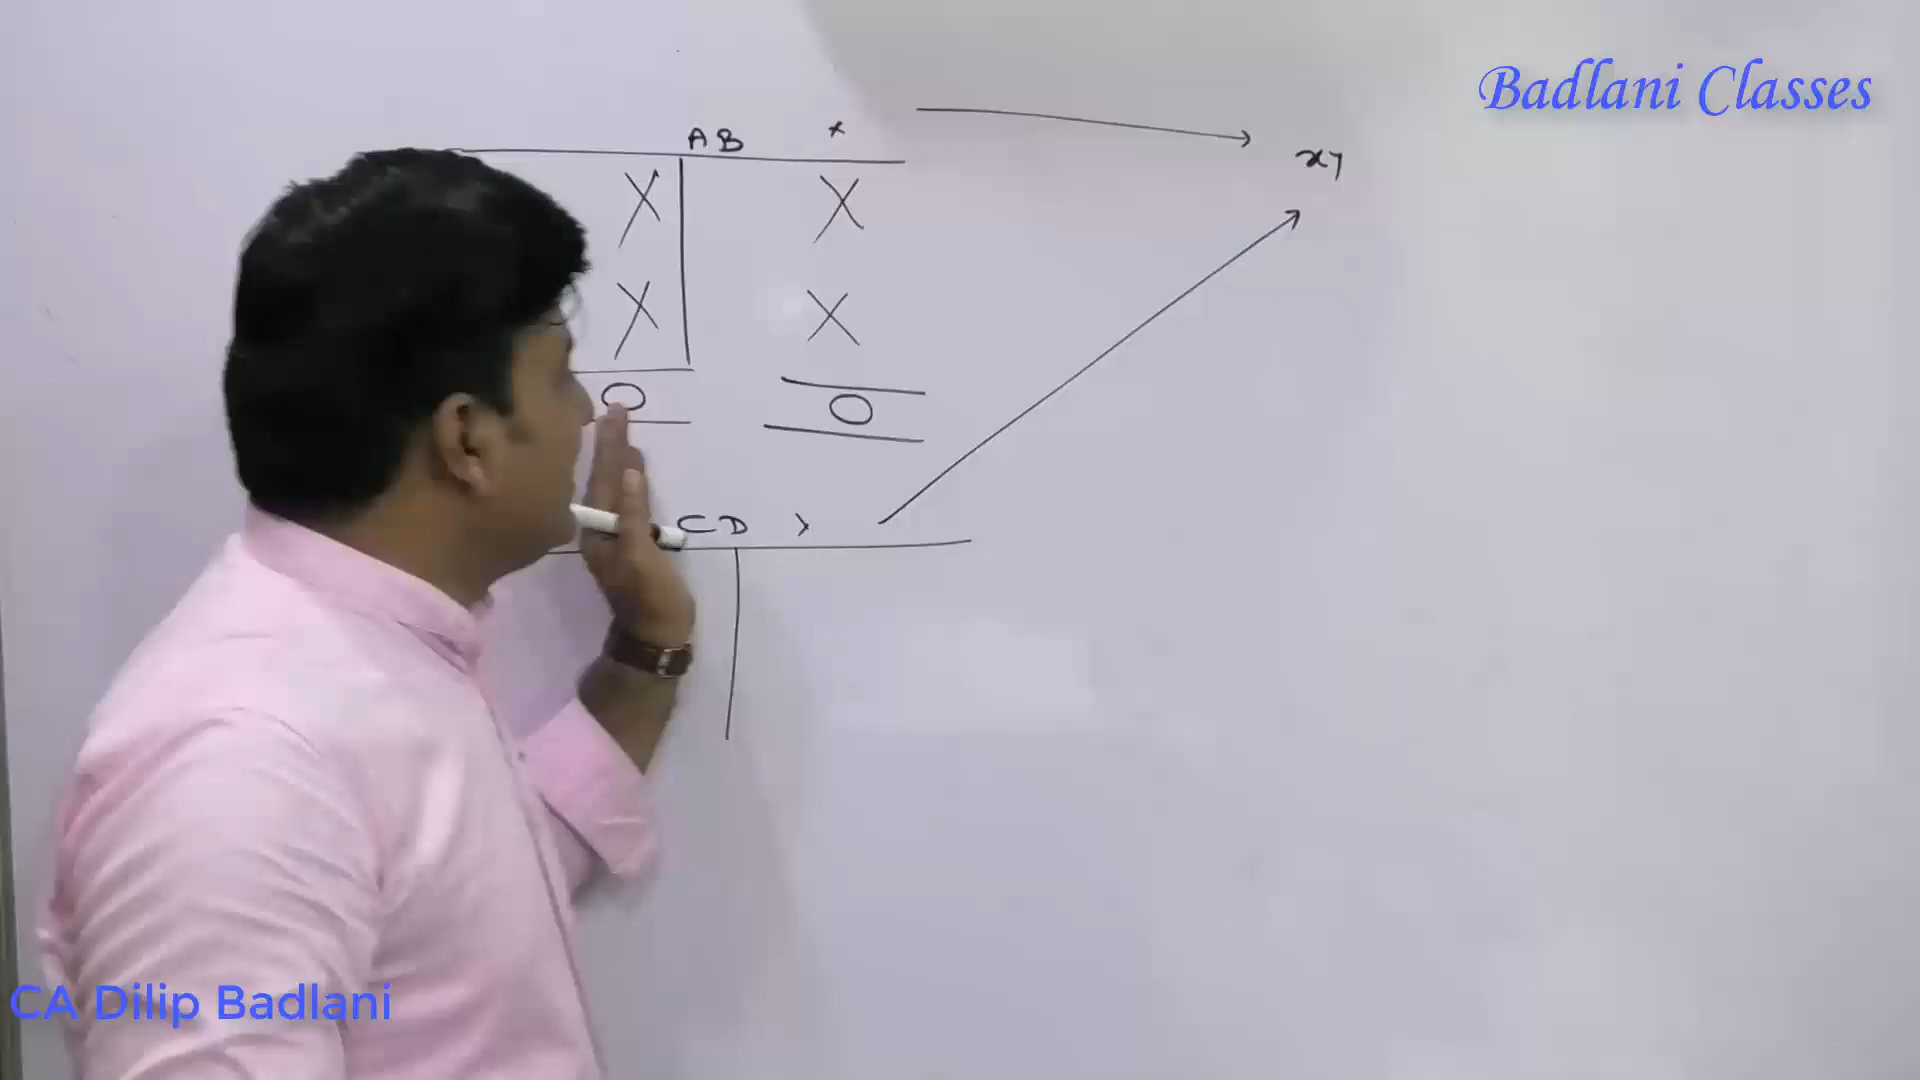 Badlani Classes
AB x
xy
X X
X X
O O
CD
CA Dilip Badlani